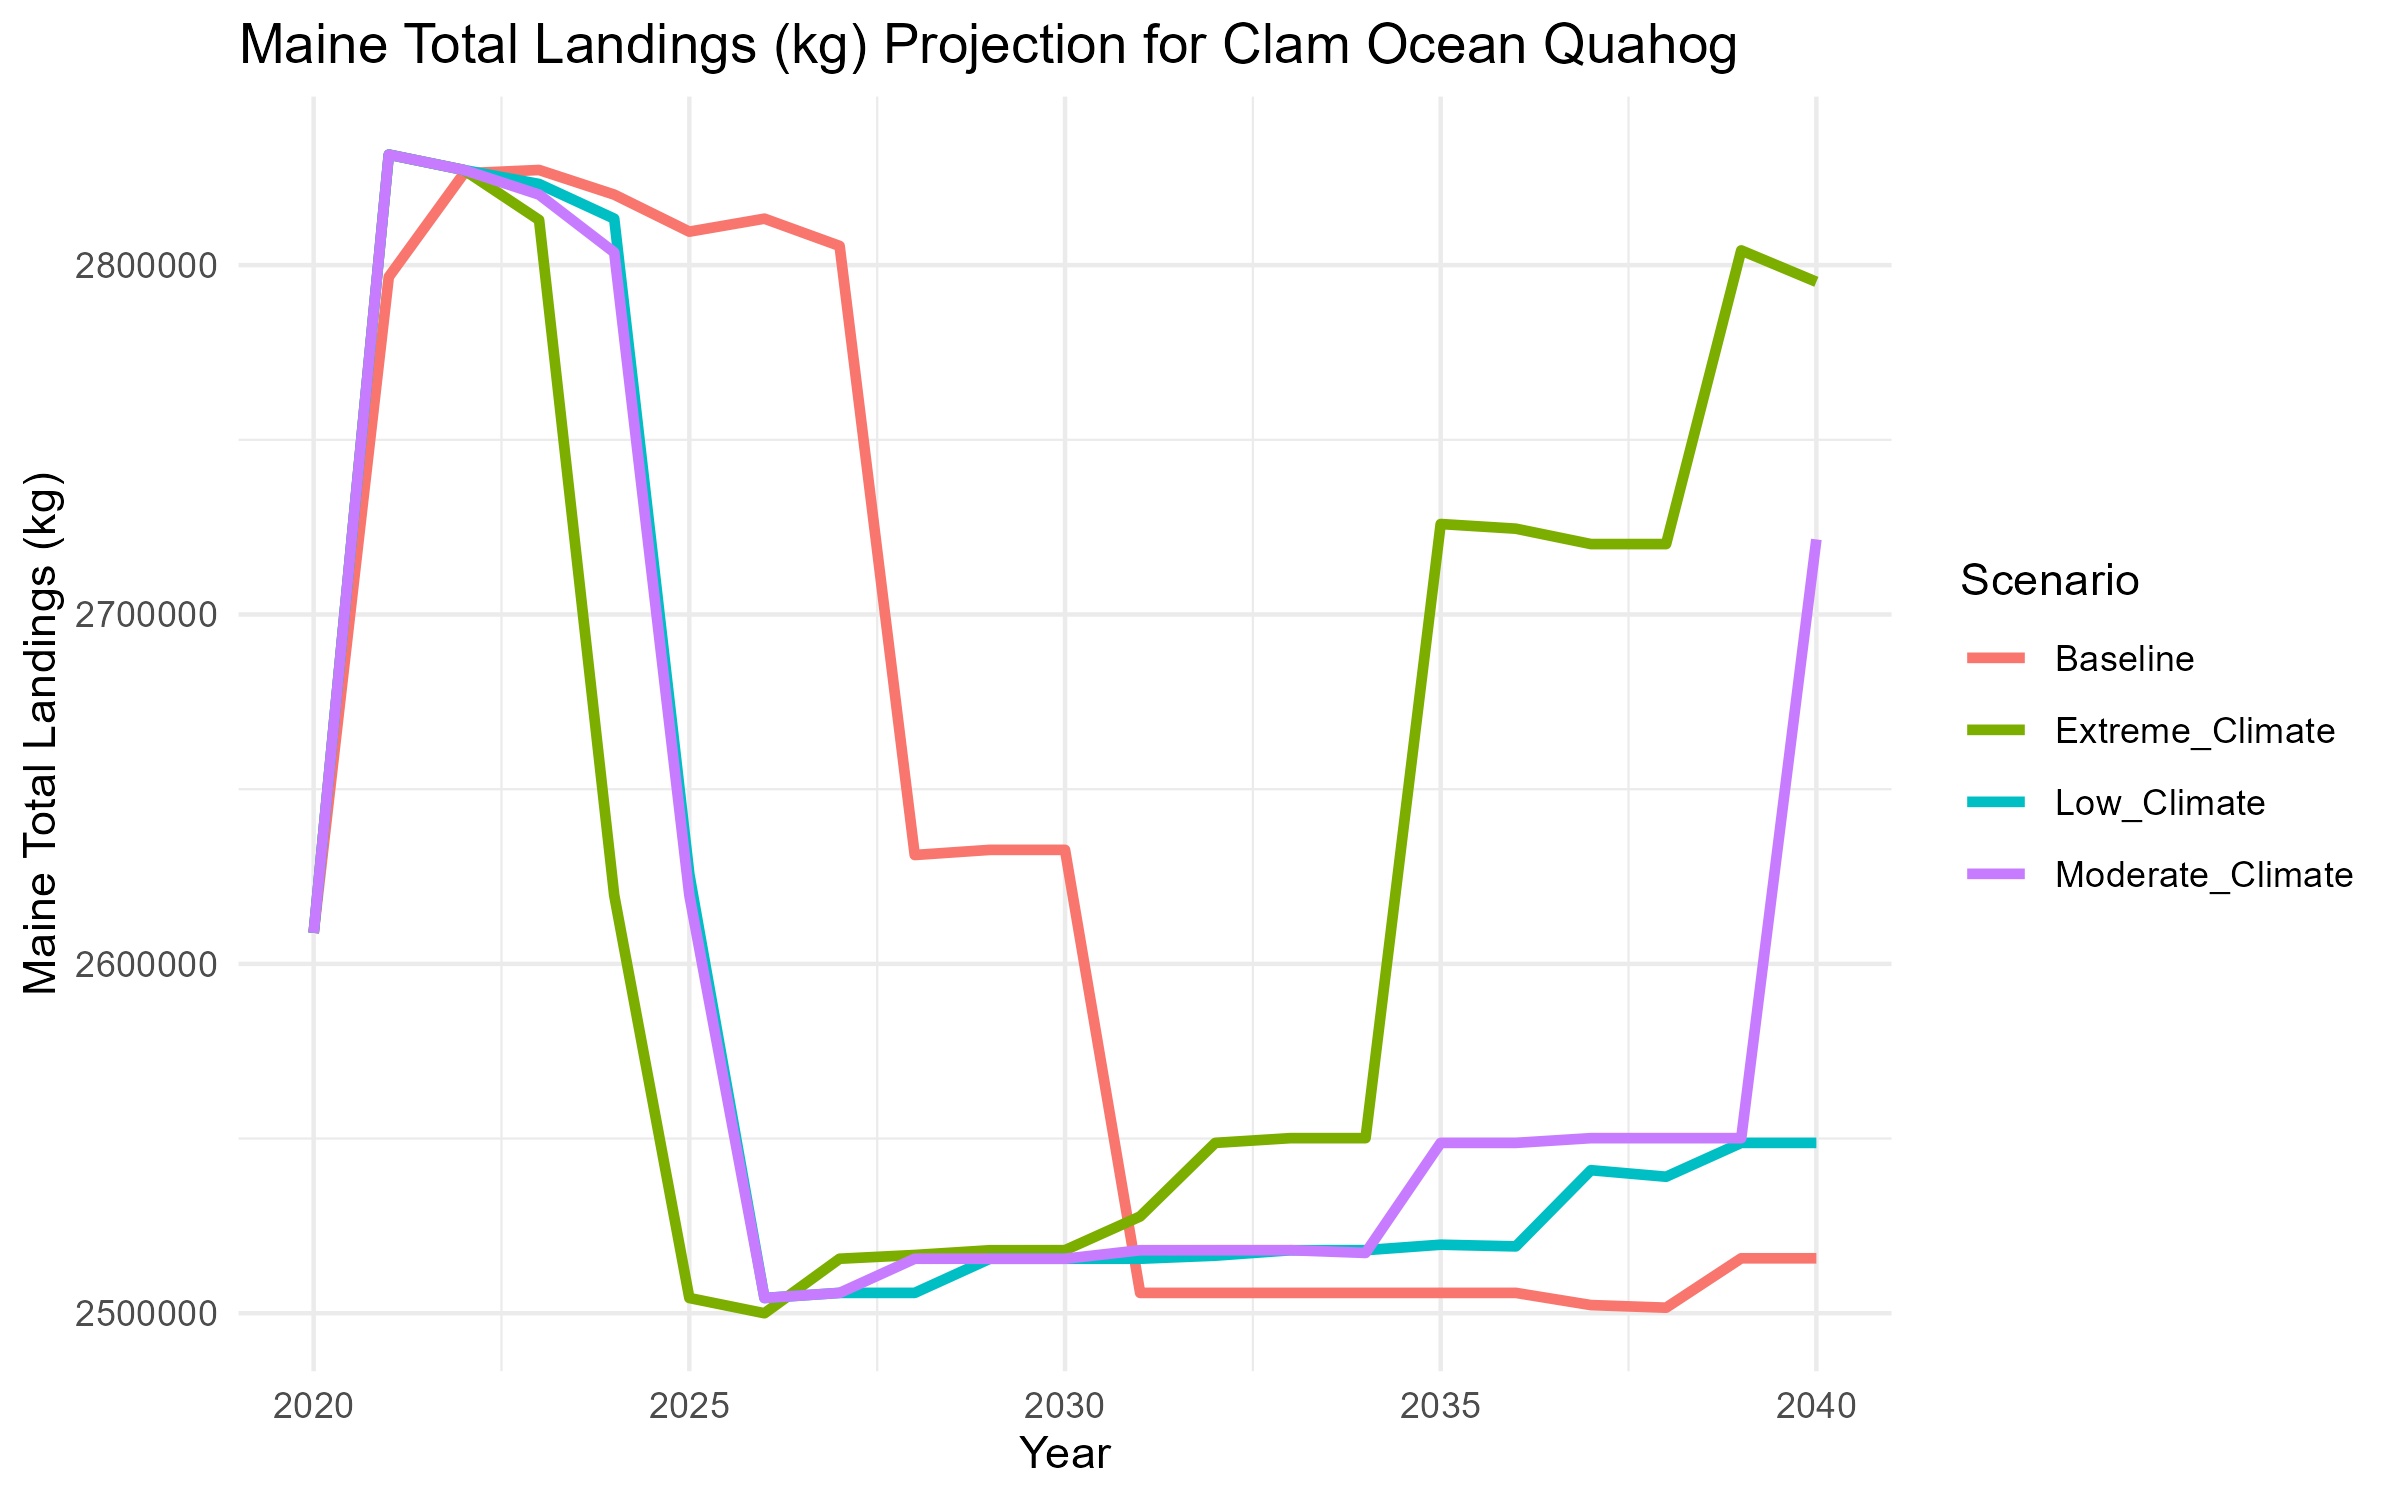 Maine Total Landings (kg) Projection for Clam Ocean Quahog
Maine Total Landings (kg)
2800000
2700000
2600000
2500000
2020
2025
2030
2035
2040
Year
Scenario
Baseline
Extreme_Climate
Low_Climate
Moderate_Climate